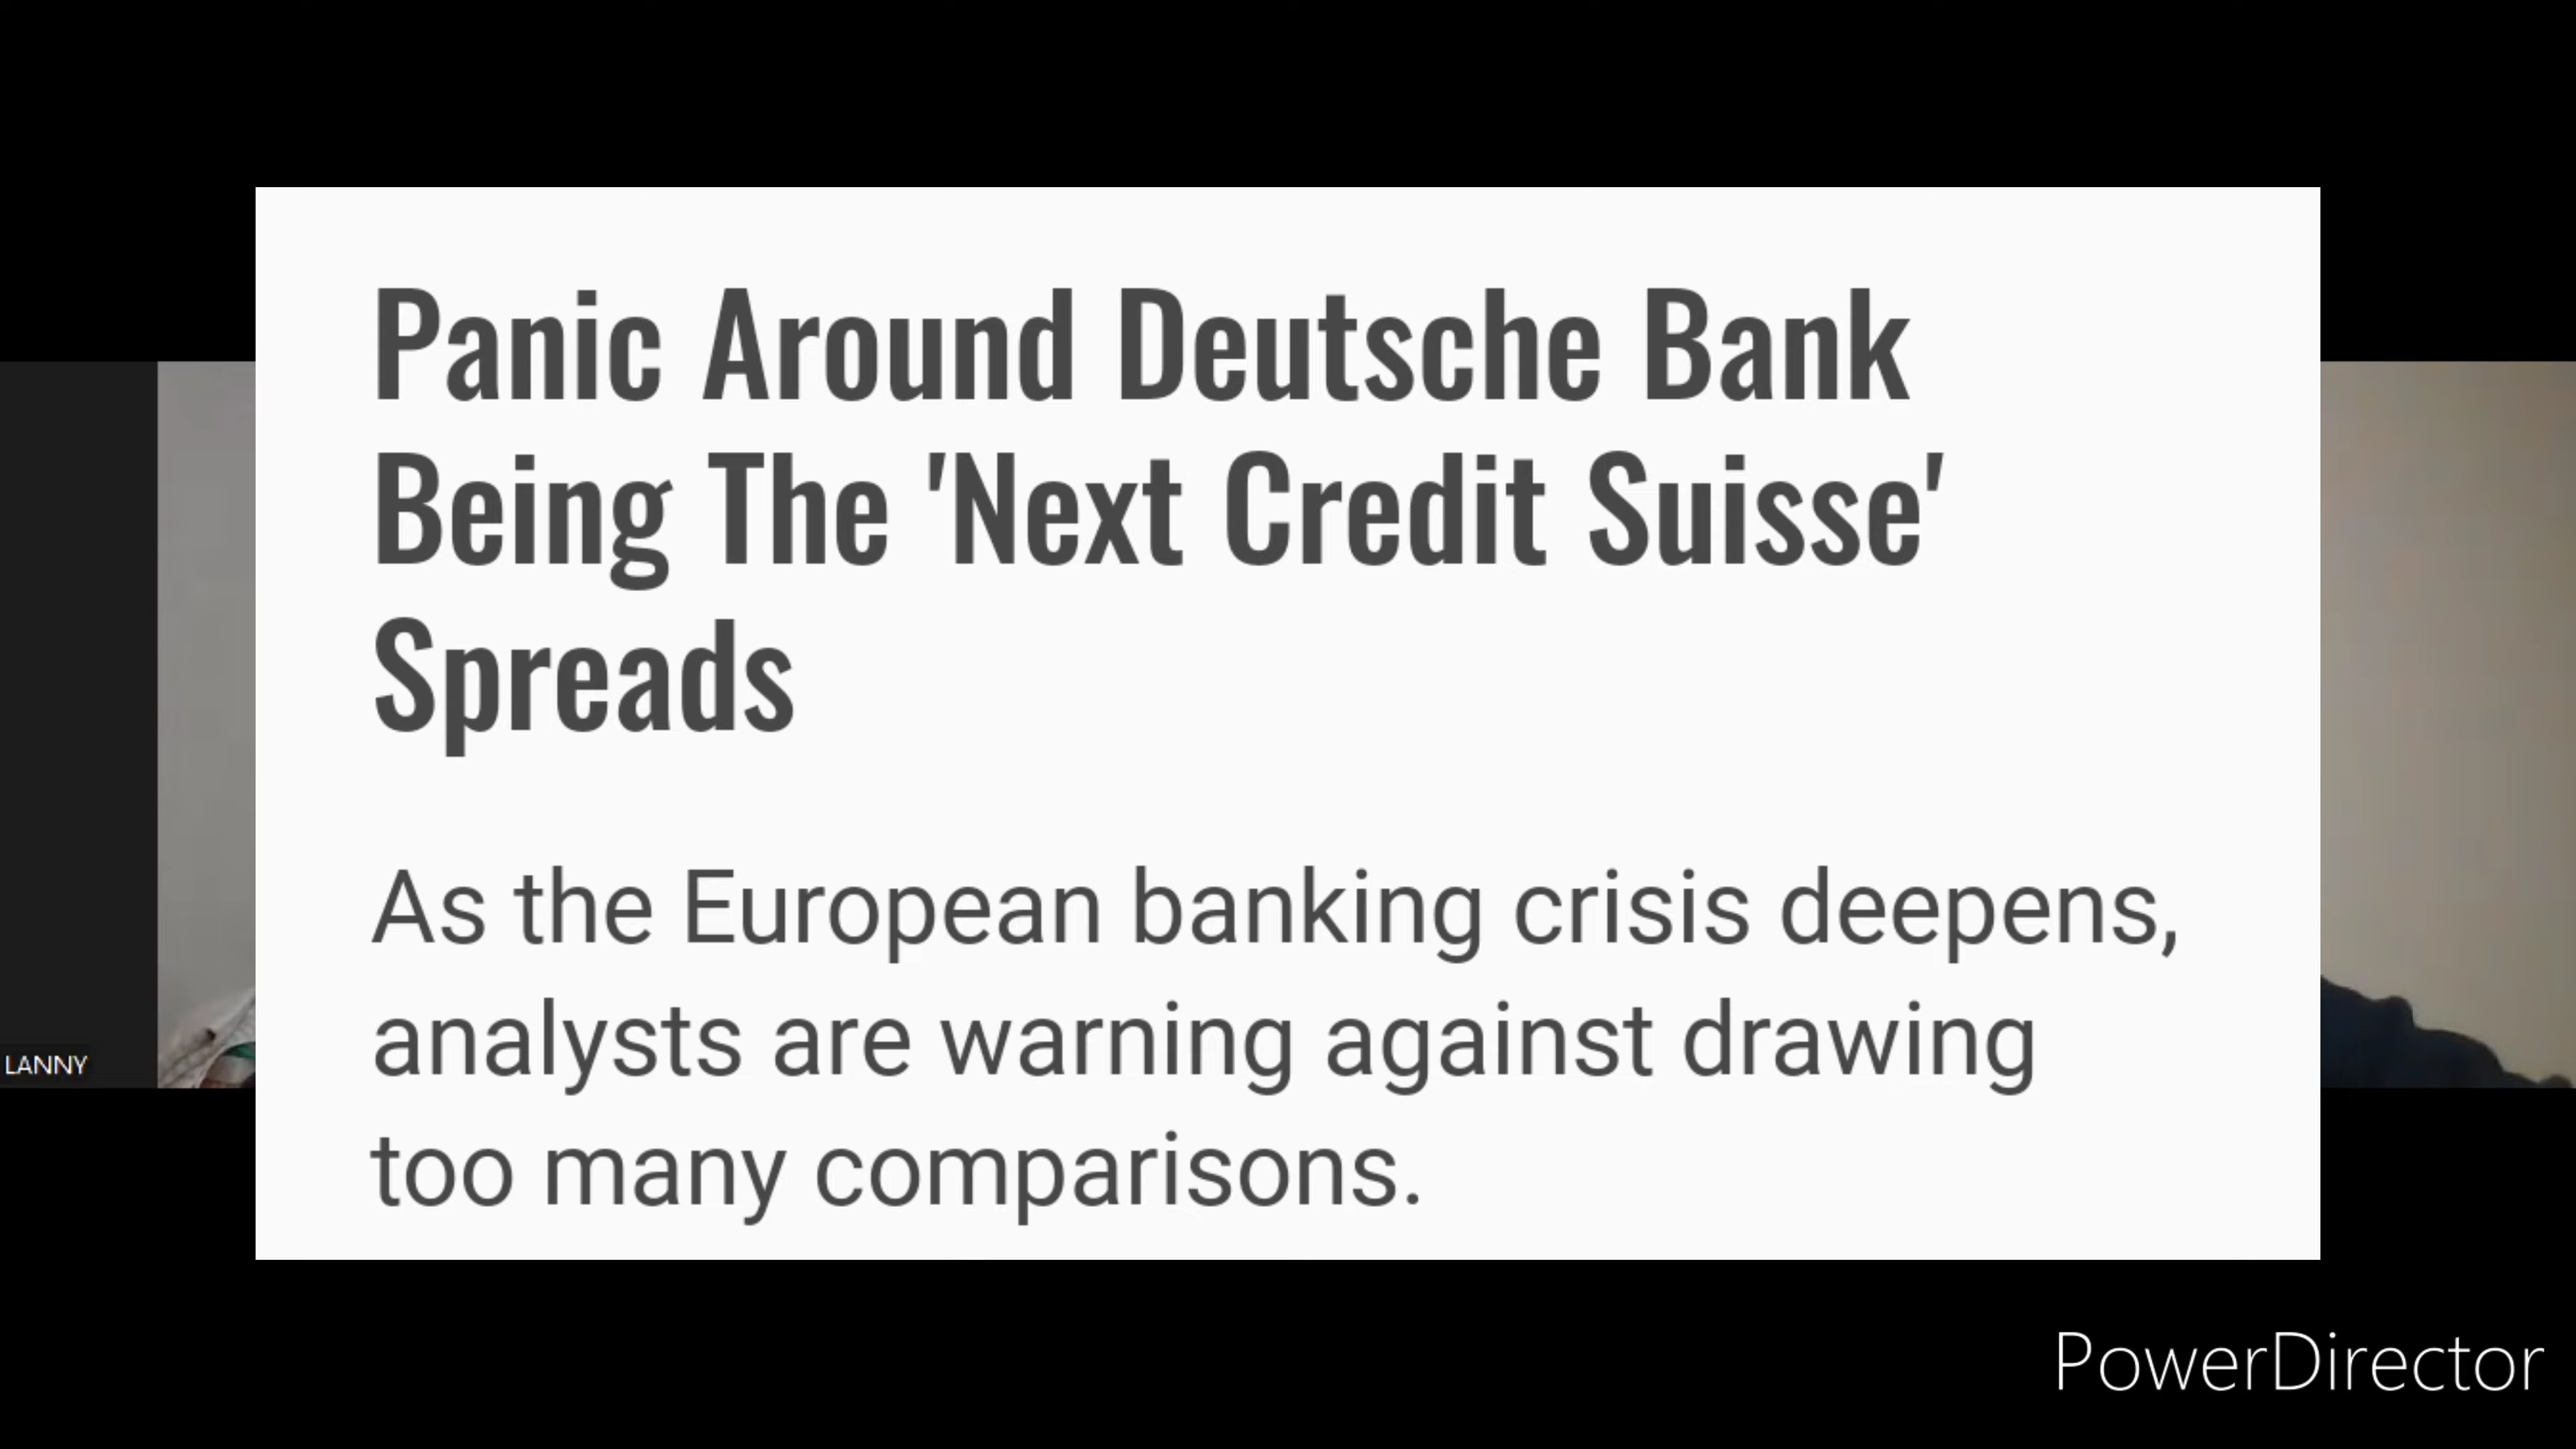 Panic Around Deutsche Bank
Being The 'Next Credit Suisse'
Spreads
As the European banking crisis deepens,
analysts are warning against drawing
too many comparisons.
LANNY
PowerDirector